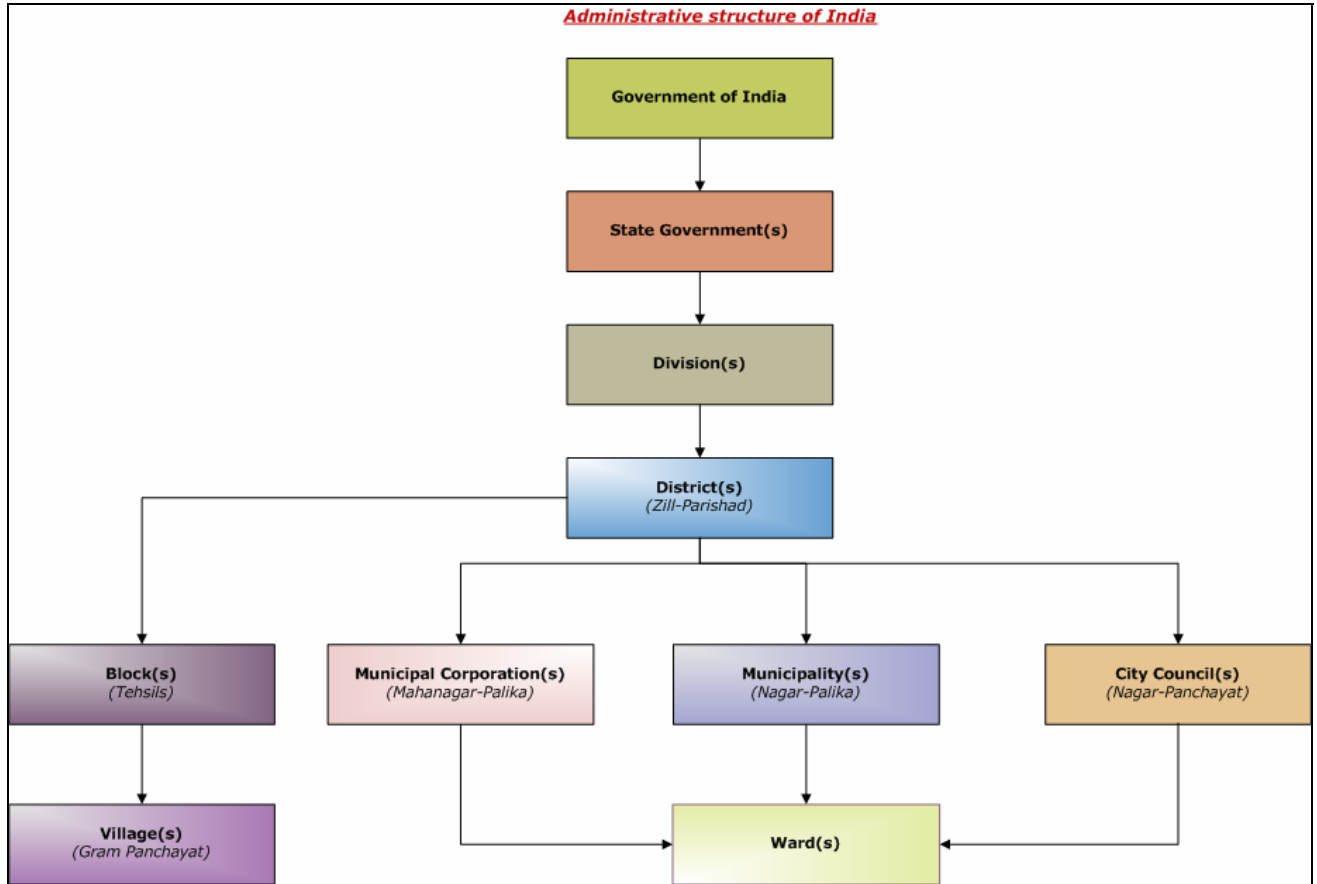 Administrative structure of India
Government of India
State Government(s)
Division(s)
District(s)
(Zill-Parishad)
Block(s)
(Tehsils)
Municipal Corporation(s)
(Mahanagar-Palika)
Municipality(s)
(Nagar-Palika)
City Council(s)
(Nagar-Panchayat)
Village(s)
(Gram Panchayat)
Ward(s)